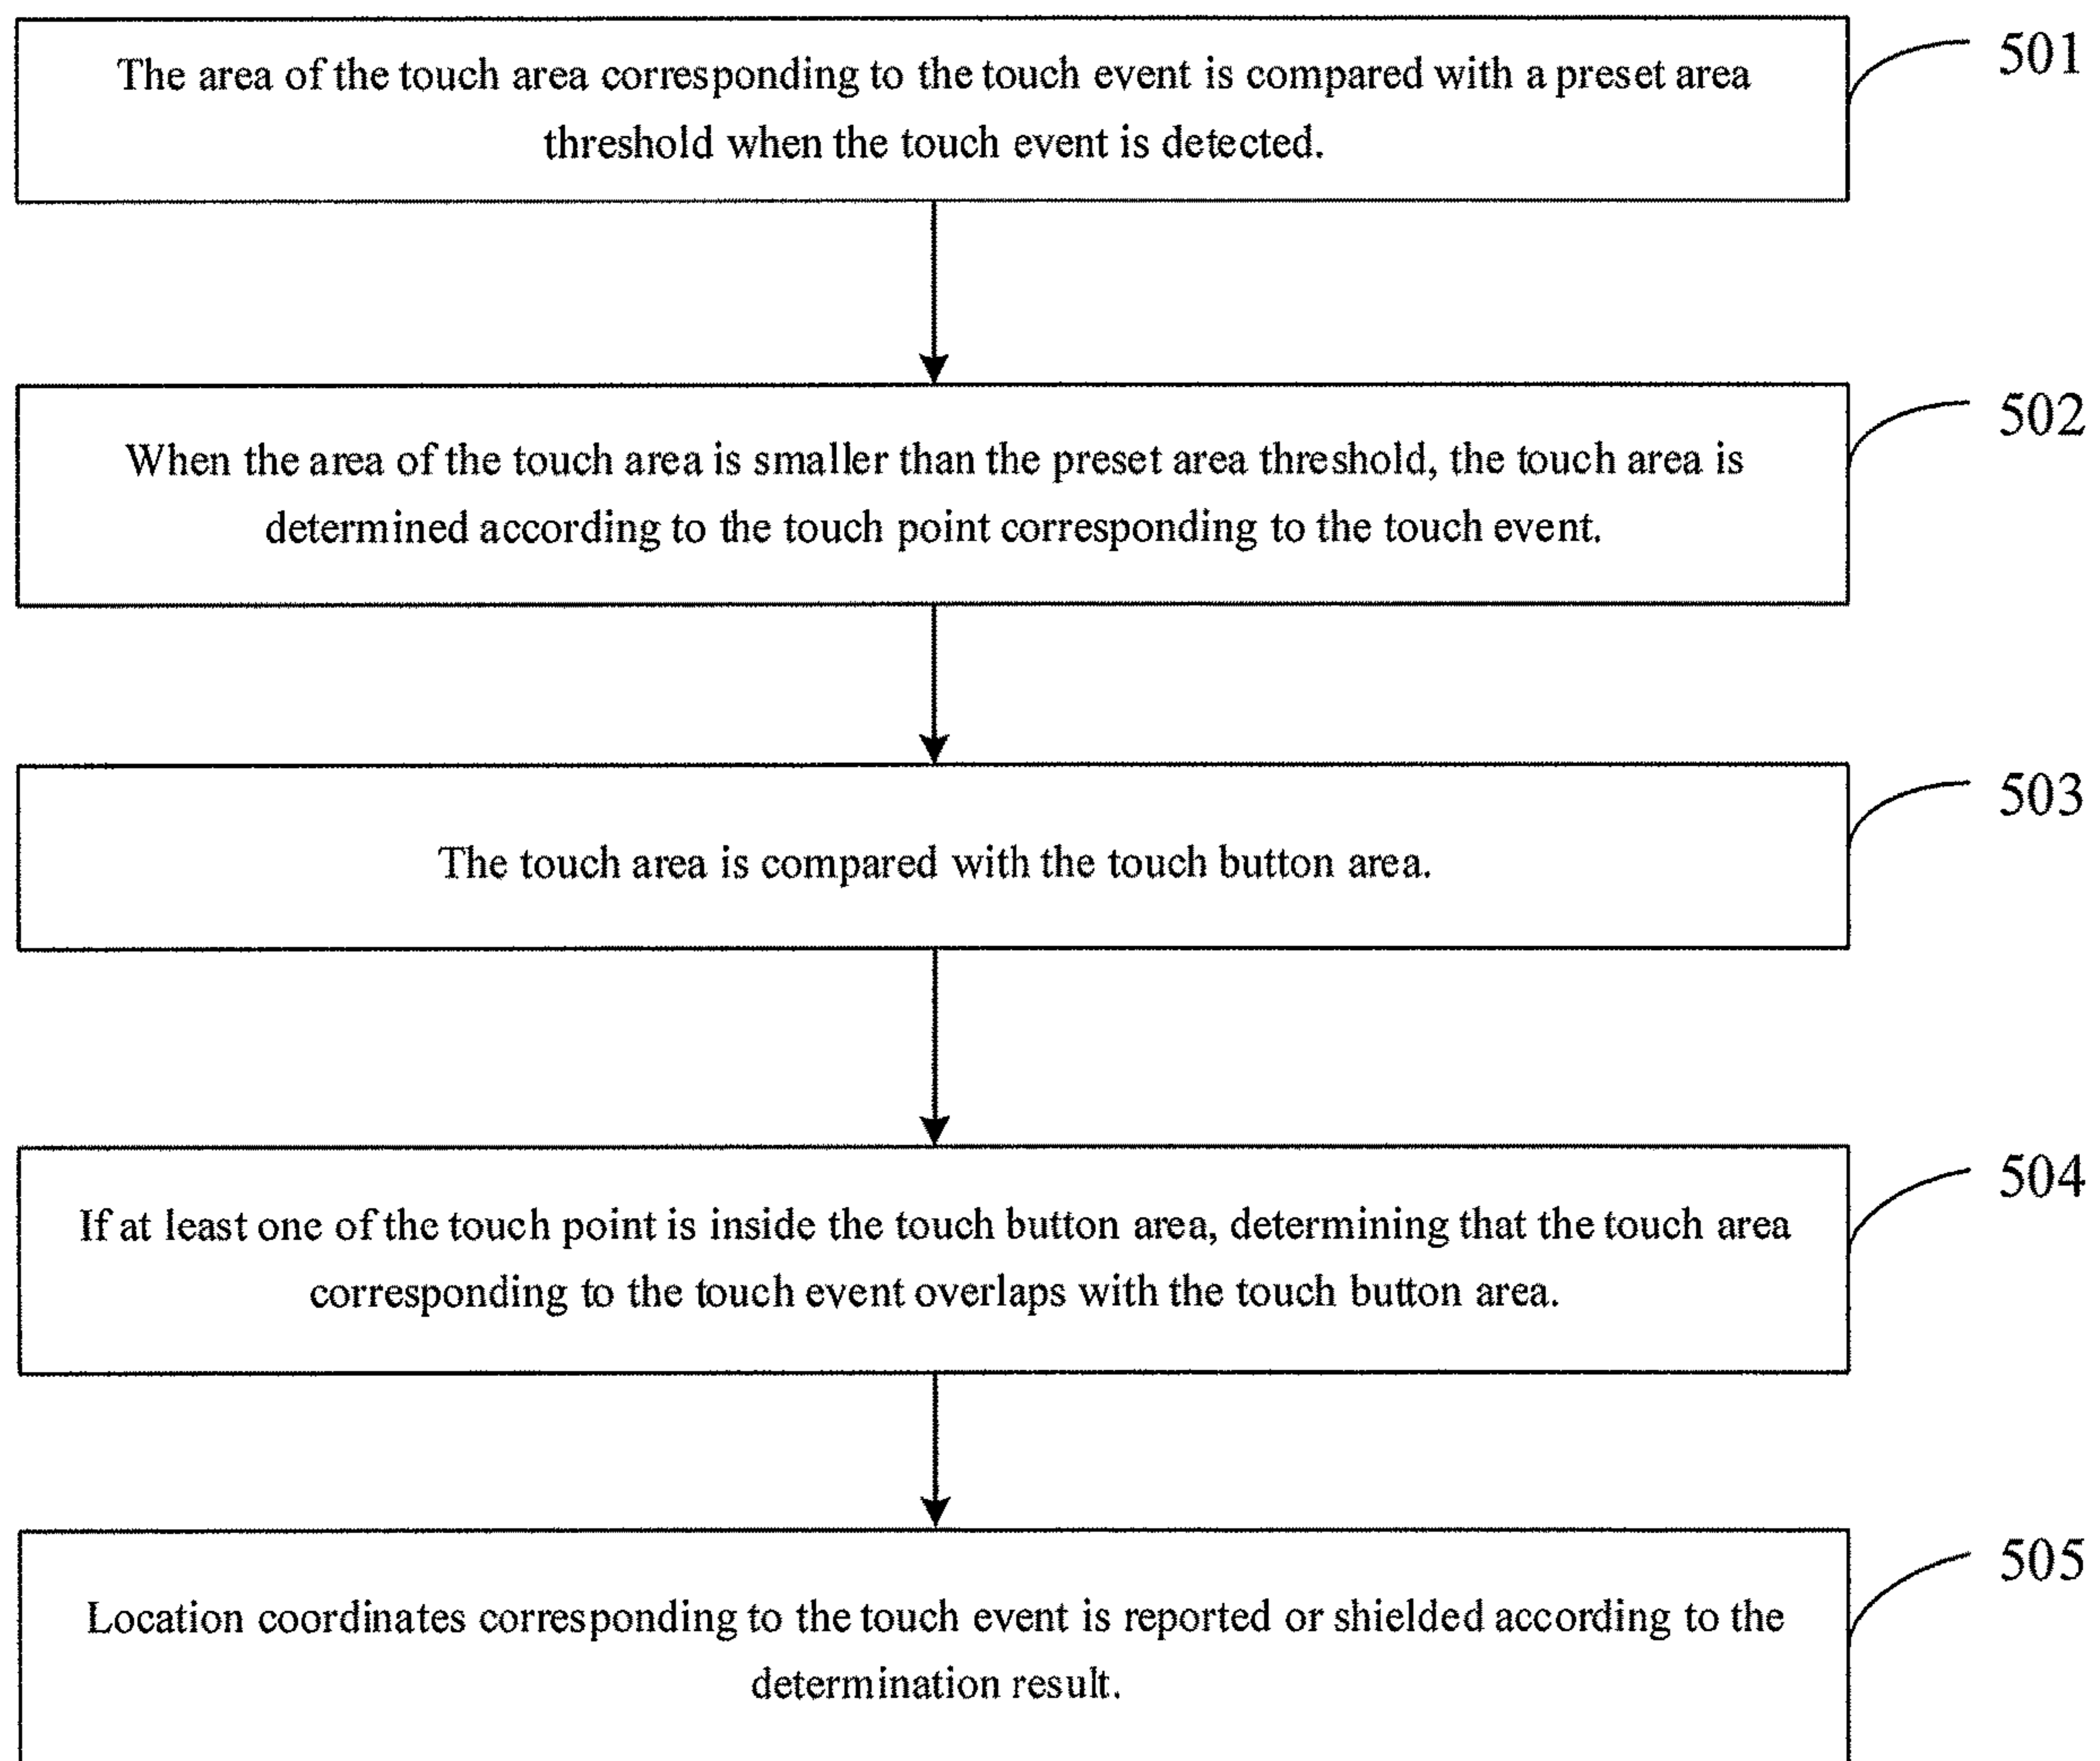 The area of the touch area corresponding to the touch event is compared with a preset area
threshold when the touch event is detected.
501
When the area of the touch area is smaller than the preset area threshold, the touch area is
determined according to the touch point corresponding to the touch event.
502
The touch area is compared with the touch button area.
503
If at least one of the touch point is inside the touch button area, determining that the touch area
corresponding to the touch event overlaps with the touch button area.
504
Location coordinates corresponding to the touch event is reported or shielded according to the
determination result.
505